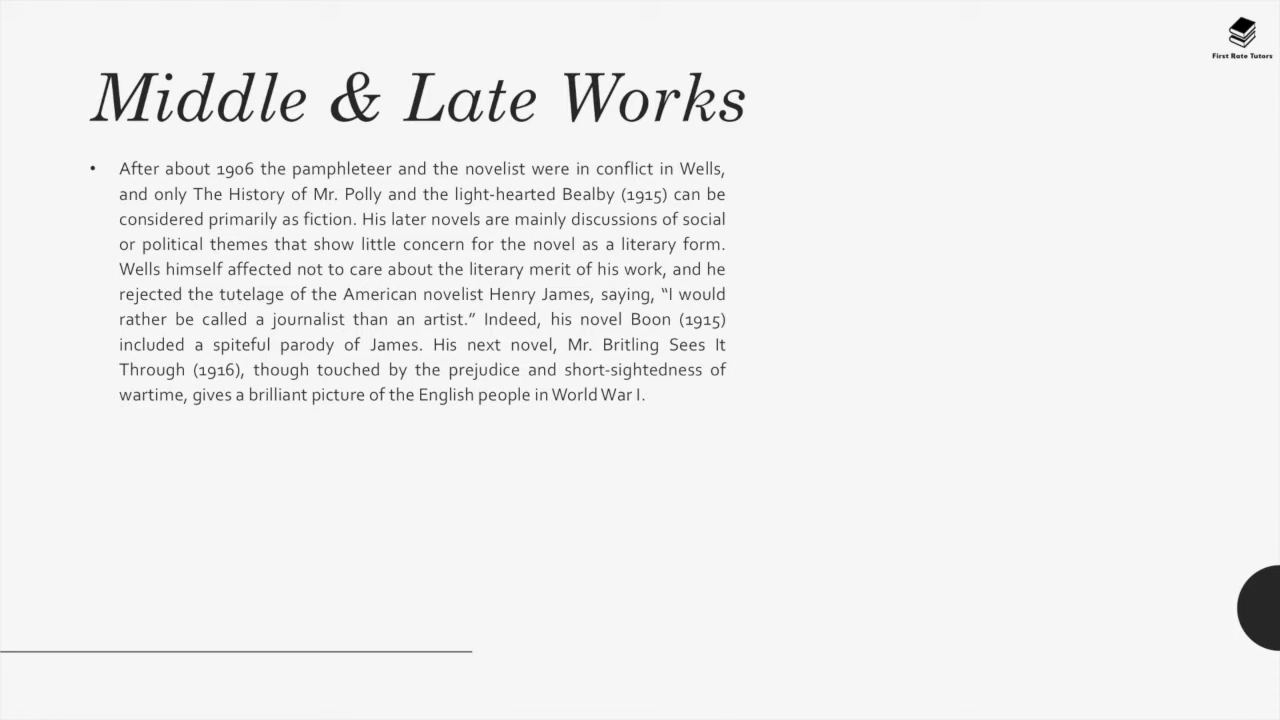 First Rate Tutors
Middle & Late Works
• After about 1906 the pamphleteer and the novelist were in conflict in Wells,
and only The History of Mr. Polly and the light-hearted Bealby (1915) can be
considered primarily as fiction. His later novels are mainly discussions of social
or political themes that show little concern for the novel as a literary form.
Wells himself affected not to care about the literary merit of his work, and he
rejected the tutelage of the American novelist Henry James, saying, “I would
rather be called a journalist than an artist.” Indeed, his novel Boon (1915)
included a spiteful parody of James. His next novel, Mr. Britling Sees It
Through (1916), though touched by the prejudice and short-sightedness of
wartime, gives a brilliant picture of the English people in World War I.